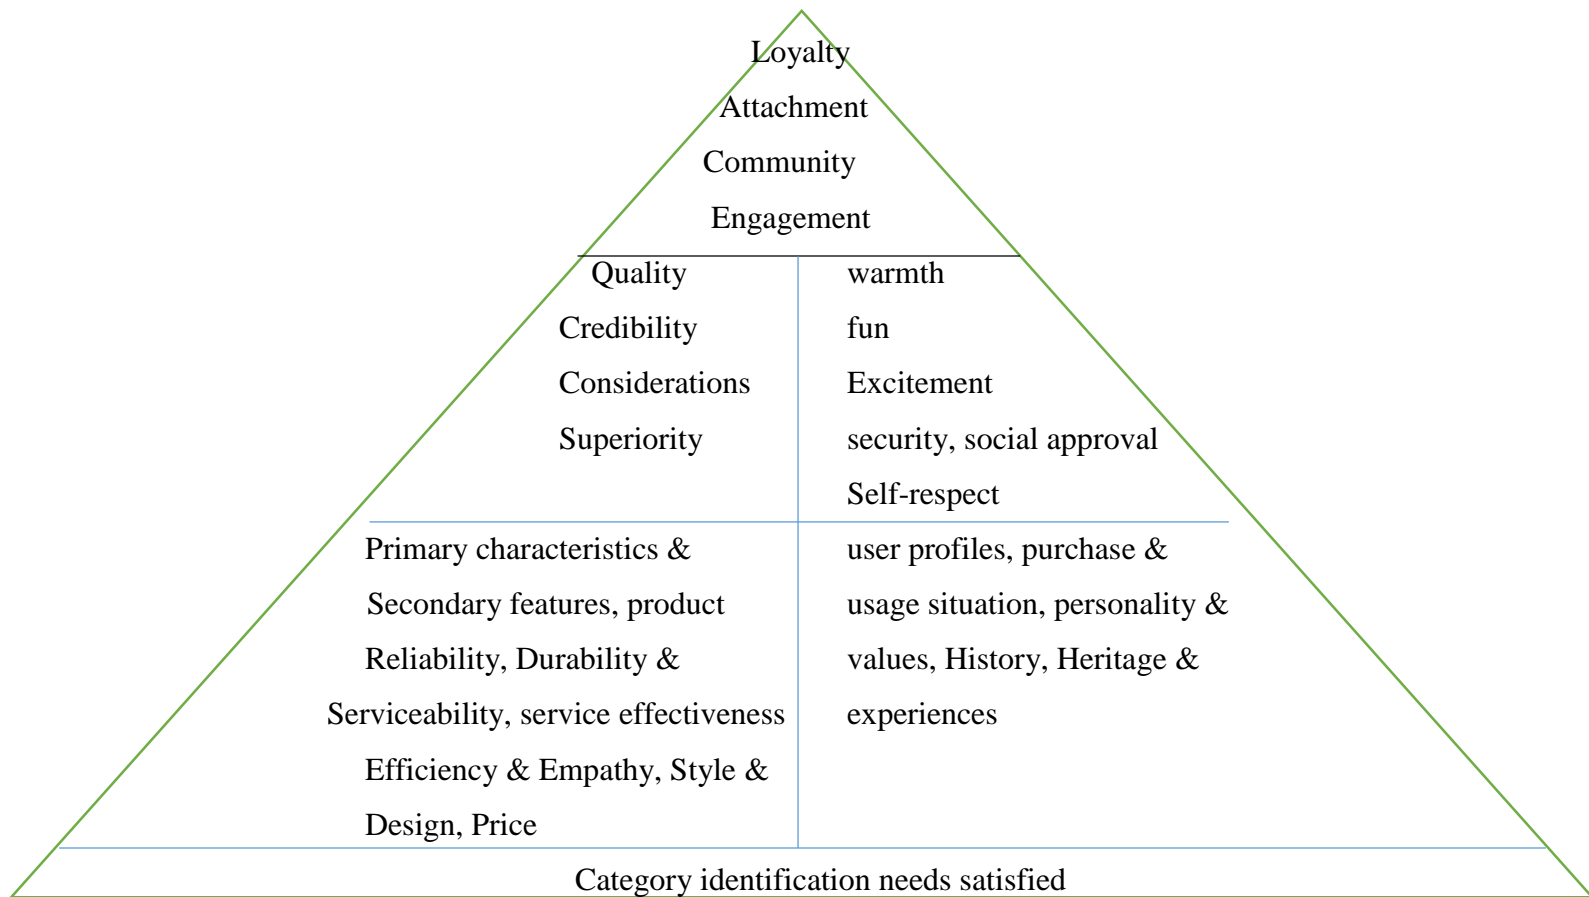 Loyalty
Attachment
Community
Engagement
Quality
Credibility
Considerations
Superiority
warmth
fun
Excitement
security, social approval
Self-respect
Primary characteristics &
Secondary features, product
Reliability, Durability &
Serviceability, service effectiveness
Efficiency & Empathy, Style &
Design, Price
user profiles, purchase &
usage situation, personality &
values, History, Heritage &
experiences
Category identification needs satisfied